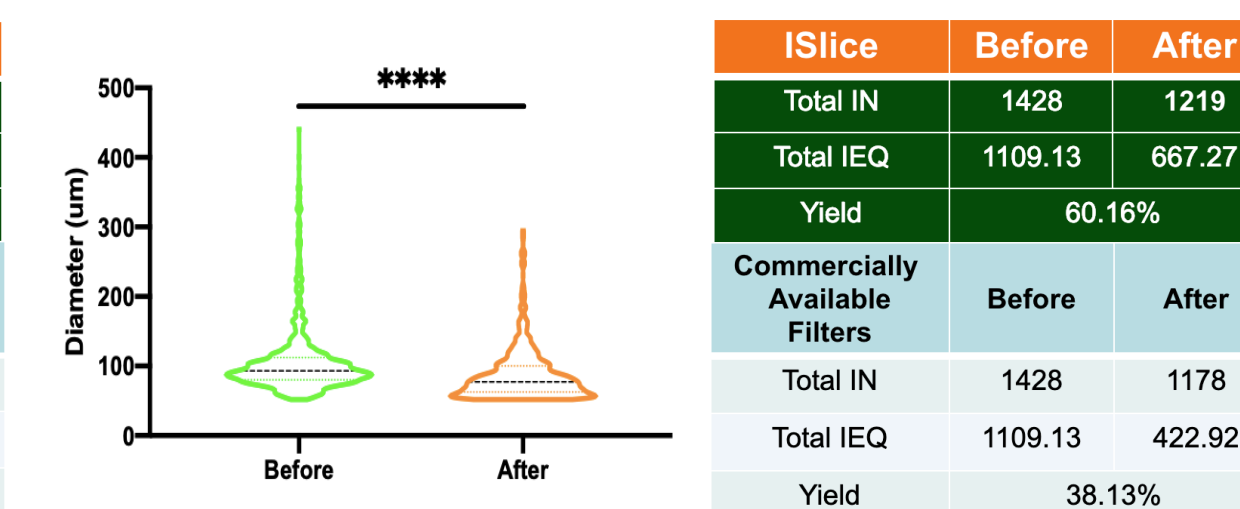 ****
500
400
300
200
100
0
Diameter (um)
Before After
ISlice Before After
Total IN 1428 1219
Total IEQ 1109.13 667.27
Yield 60.16%
Commercially
Available
Filters
Before After
Total IN 1428 1178
Total IEQ 1109.13 422.92
Yield 38.13%